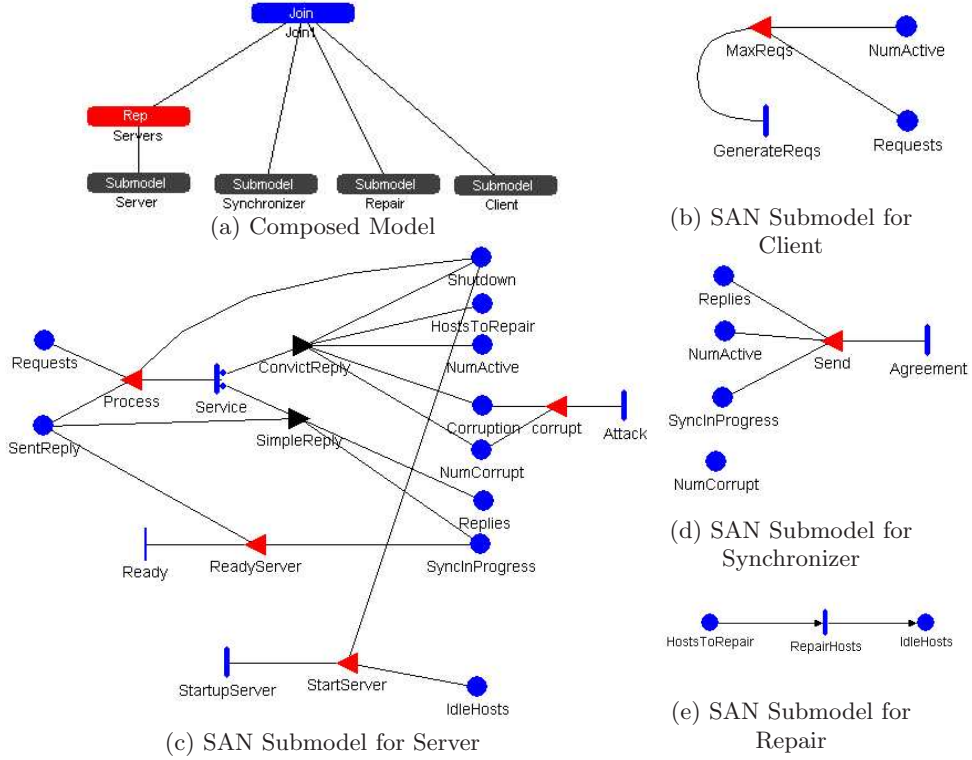 Join
Join1
Rep
Servers
Submodel
Server
Submodel
Synchronizer
Submodel
Repair
Submodel
Client
(a) Composed Model
MaxReqs
NumActive
GenerateReqs
Requests
(b) SAN Submodel for
Client
Shutdown
HostsToRepair
Requests
ConvictReply
NumActive
Process
Service
Corruption
corrupt
Attack
SentReply
SimpleReply
NumCorrupt
Replies
Ready
ReadyServer
SyncInProgress
StartupServer
StartServer
IdleHosts
(c) SAN Submodel for Server
Replies
NumActive
Send
Agreement
SyncInProgress
NumCorrupt
(d) SAN Submodel for
Synchronizer
HostsToRepair
RepairHosts
IdleHosts
(e) SAN Submodel for
Repair